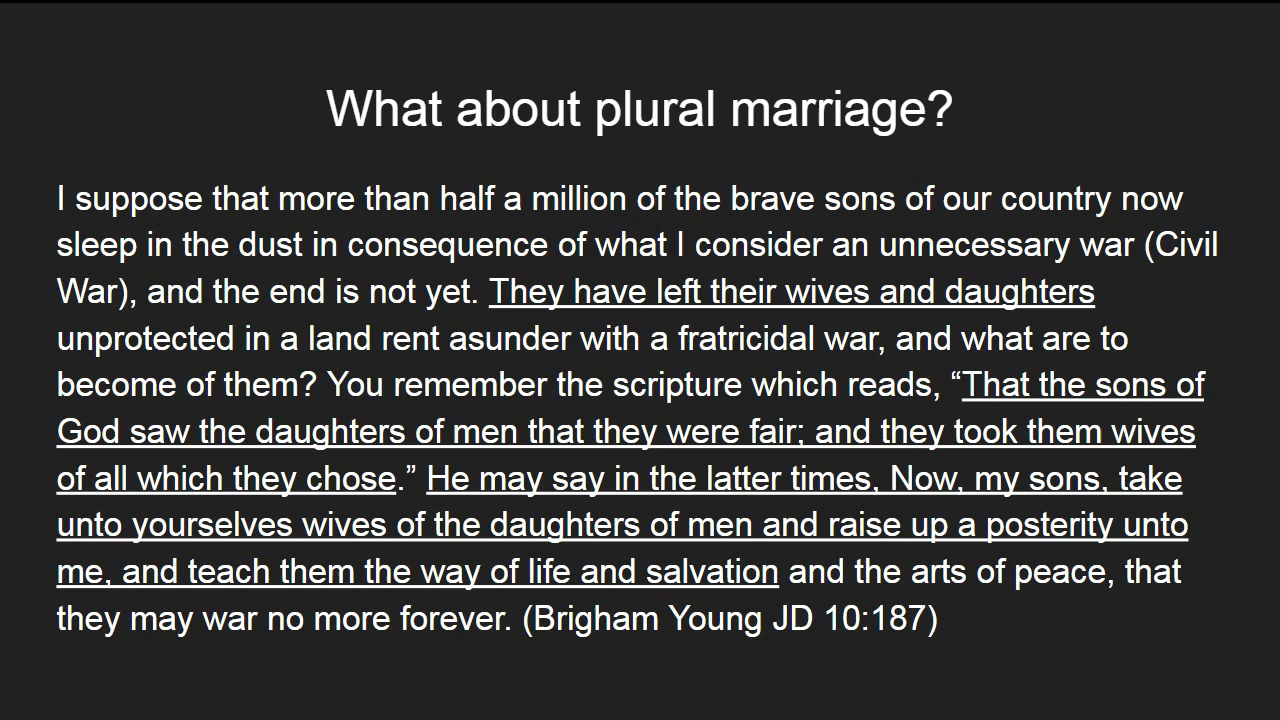 What about plural marriage?
I suppose that more than half a million of the brave sons of our country now
sleep in the dust in consequence of what I consider an unnecessary war (Civil
War), and the end is not yet. They have left their wives and daughters
unprotected in a land rent asunder with a fratricidal war, and what are to
become of them? You remember the scripture which reads, “That the sons of
God saw the daughters of men that they were fair; and they took them wives
of all which they chose.” He may say in the latter times, Now, my sons, take
unto yourselves wives of the daughters of men and raise up a posterity unto
me, and teach them the way of life and salvation and the arts of peace, that
they may war no more forever. (Brigham Young JD 10:187)